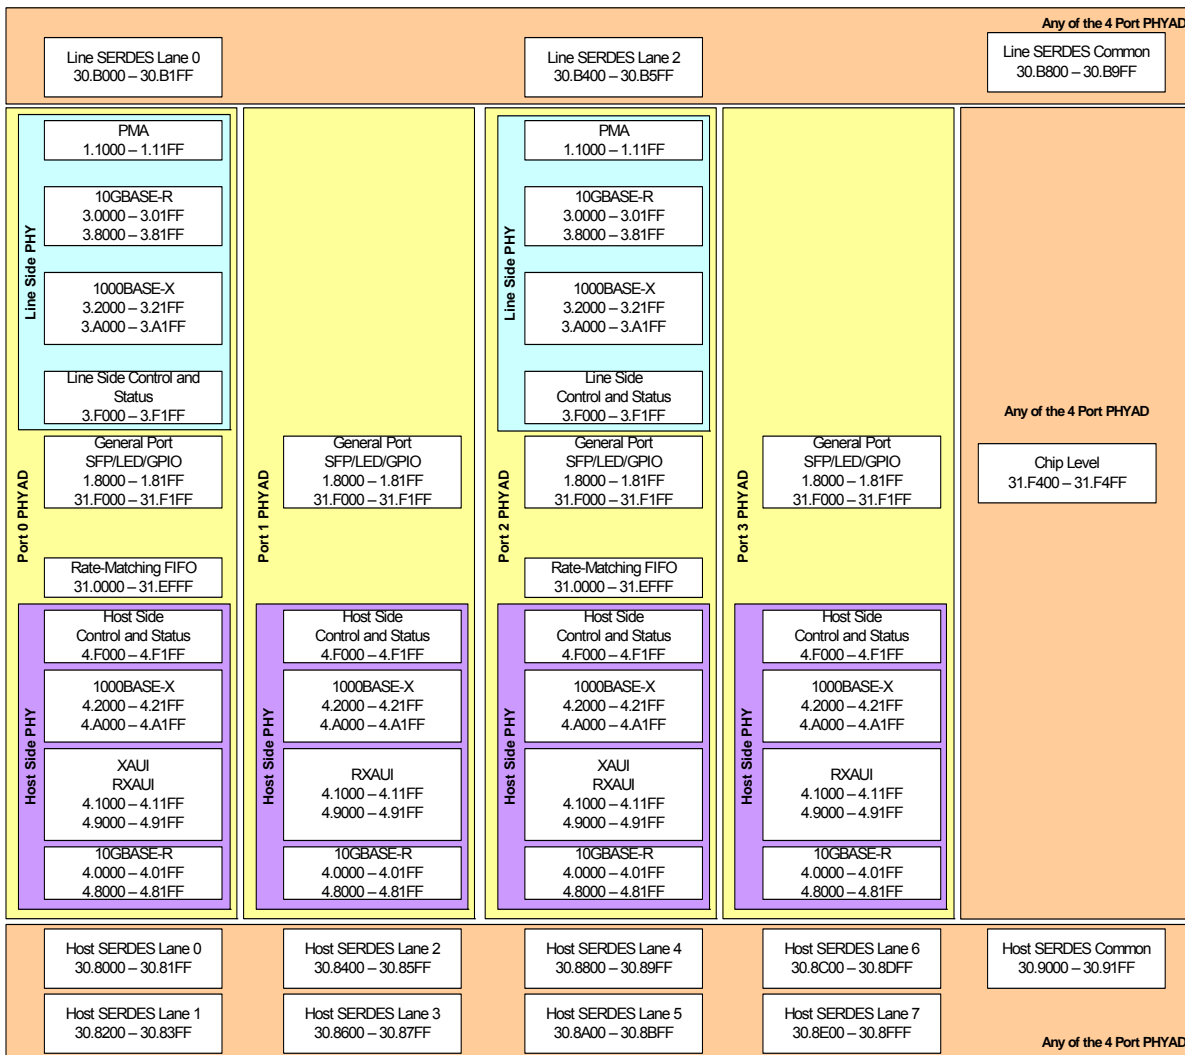 Any of the 4 Port PHYAD
Line SERDES Lane 0
30.B000 – 30.B1FF
Line SERDES Lane 2
30.B400 – 30.B5FF
Line SERDES Common
30.B800 – 30.B9FF
Port 0 PHYAD
Line Side PHY
PMA
1.1000 – 1.11FF
10GBASE-R
3.0000 – 3.01FF
3.8000 – 3.81FF
1000BASE-X
3.2000 – 3.21FF
3.A000 – 3.A1FF
Line Side Control and
Status
3.F000 – 3.F1FF
General Port
SFP/LED/GPIO
1.8000 – 1.81FF
31.F000 – 31.F1FF
Rate-Matching FIFO
31.0000 – 31.EFFF
Host Side PHY
Host Side
Control and Status
4.F000 – 4.F1FF
1000BASE-X
4.2000 – 4.21FF
4.A000 – 4.A1FF
XAUI
RXAUI
4.1000 – 4.11FF
4.9000 – 4.91FF
10GBASE-R
4.0000 – 4.01FF
4.8000 – 4.81FF
Port 1 PHYAD
General Port
SFP/LED/GPIO
1.8000 – 1.81FF
31.F000 – 31.F1FF
Host Side PHY
Host Side
Control and Status
4.F000 – 4.F1FF
1000BASE-X
4.2000 – 4.21FF
4.A000 – 4.A1FF
RXAUI
4.1000 – 4.11FF
4.9000 – 4.91FF
10GBASE-R
4.0000 – 4.01FF
4.8000 – 4.81FF
Port 2 PHYAD
Line Side PHY
PMA
1.1000 – 1.11FF
10GBASE-R
3.0000 – 3.01FF
3.8000 – 3.81FF
1000BASE-X
3.2000 – 3.21FF
3.A000 – 3.A1FF
Line Side
Control and Status
3.F000 – 3.F1FF
General Port
SFP/LED/GPIO
1.8000 – 1.81FF
31.F000 – 31.F1FF
Rate-Matching FIFO
31.0000 – 31.EFFF
Host Side PHY
Host Side
Control and Status
4.F000 – 4.F1FF
1000BASE-X
4.2000 – 4.21FF
4.A000 – 4.A1FF
XAUI
RXAUI
4.1000 – 4.11FF
4.9000 – 4.91FF
10GBASE-R
4.0000 – 4.01FF
4.8000 – 4.81FF
Port 3 PHYAD
General Port
SFP/LED/GPIO
1.8000 – 1.81FF
31.F000 – 31.F1FF
Host Side PHY
Host Side
Control and Status
4.F000 – 4.F1FF
1000BASE-X
4.2000 – 4.21FF
4.A000 – 4.A1FF
RXAUI
4.1000 – 4.11FF
4.9000 – 4.91FF
10GBASE-R
4.0000 – 4.01FF
4.8000 – 4.81FF
Any of the 4 Port PHYAD
Chip Level
31.F400 – 31.F4FF
Host SERDES Lane 0
30.8000 – 30.81FF
Host SERDES Lane 2
30.8400 – 30.85FF
Host SERDES Lane 4
30.8800 – 30.89FF
Host SERDES Lane 6
30.8C00 – 30.8DFF
Host SERDES Common
30.9000 – 30.91FF
Host SERDES Lane 1
30.8200 – 30.83FF
Host SERDES Lane 3
30.8600 – 30.87FF
Host SERDES Lane 5
30.8A00 – 30.8BFF
Host SERDES Lane 7
30.8E00 – 30.8FFF
Any of the 4 Port PHYAD